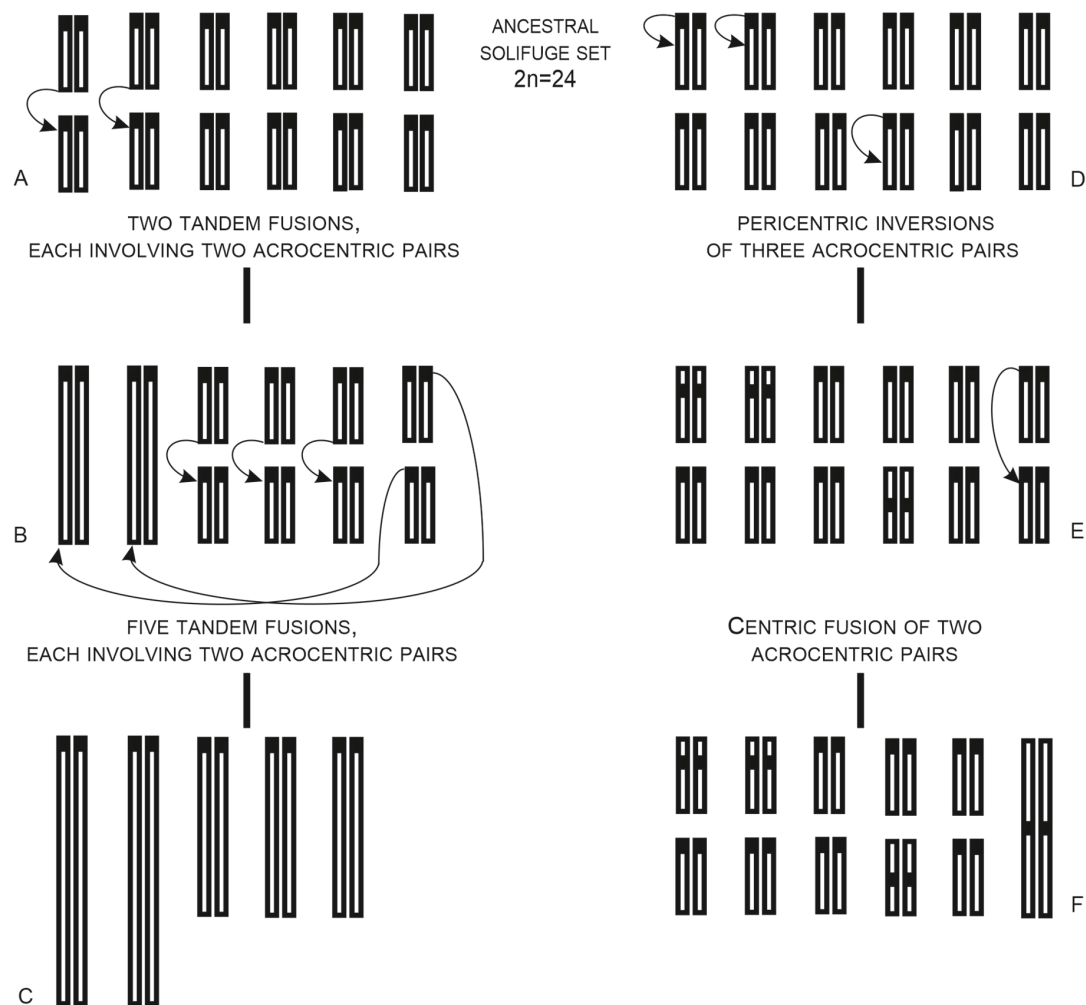 ANCESTRAL
SOLIFUGE SET
2n=24
A
D
TWO TANDEM FUSIONS,
EACH INVOLVING TWO ACROCENTRIC PAIRS
PERICENTRIC INVERSIONS
OF THREE ACROCENTRIC PAIRS
B
E
FIVE TANDEM FUSIONS,
EACH INVOLVING TWO ACROCENTRIC PAIRS
CENTRIC FUSION OF TWO
ACROCENTRIC PAIRS
C
F